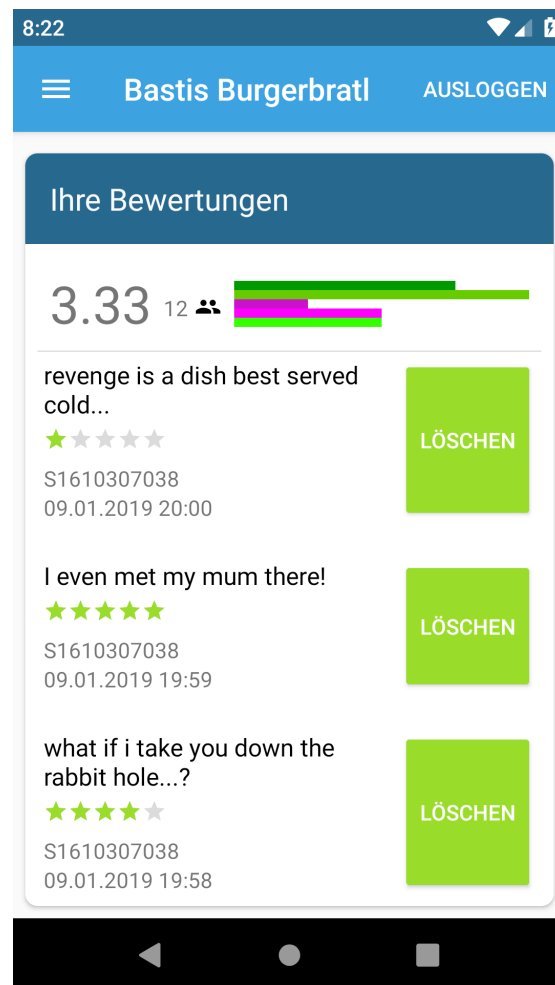 8:22
Bastis Burgerbratl
AUSLOGGEN
Ihre Bewertungen
3.33 12
revenge is a dish best served
cold...
LÖSCHEN
S1610307038
09.01.2019 20:00
I even met my mum there!
LÖSCHEN
S1610307038
09.01.2019 19:59
what if i take you down the
rabbit hole...?
LÖSCHEN
S1610307038
09.01.2019 19:58